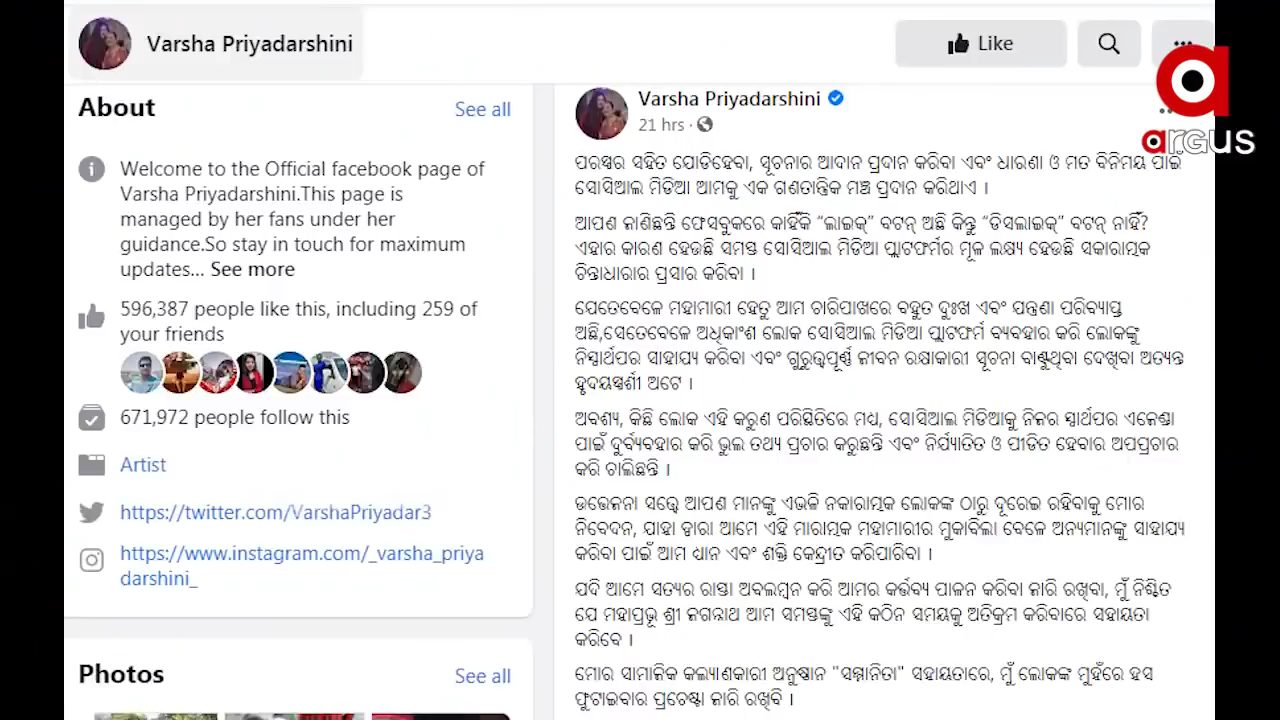 Varsha Priyadarshini
Like
argus
About
See all
Welcome to the Official facebook page of
Varsha Priyadarshini.This page is
managed by her fans under her
guidance.So stay in touch for maximum
updates... See more
596,387 people like this, including 259 of
your friends
671,972 people follow this
Artist
https://twitter.com/VarshaPriyadar3
https://www.instagram.com/_varsha_priya
darshini_
Photos
See all
Varsha Priyadarshini
21 hrs ·
ପରସ୍ପର ସହିତ ଯୋଡିହେବା, ସୂଚନାର ଆଦାନ ପ୍ରଦାନ କରିବା ଏବଂ ଧାରଣା ଓ ମତ ବିନିମୟ ପାଇଁ
ସୋସିଆଲ ମିଡିଆ ଆମକୁ ଏକ ଗଣତାନ୍ତ୍ରିକ ମଞ୍ଚ ପ୍ରଦାନ କରିଥାଏ ।
ଆପଣ ଜାଣିଛନ୍ତି ଫେସବୁକରେ କାହିଁକି “ଲାଇକ୍” ବଟନ୍ ଅଛି କିନ୍ତୁ “ଡିସଲାଇକ୍” ବଟନ୍ ନାହିଁ?
ଏହାର କାରଣ ହେଉଛି ସମସ୍ତ ସୋସିଆଲ ମିଡିଆ ପ୍ଲାଟଫର୍ମର ମୂଳ ଲକ୍ଷ୍ୟ ହେଉଛି ସକାରାତ୍ମକ
ଚିନ୍ତାଧାରାର ପ୍ରସାର କରିବା ।
ଯେତେବେଳେ ମହାମାରୀ ହେତୁ ଆମ ଚାରିପାଖରେ ବହୁତ ଦୁଃଖ ଏବଂ ଯନ୍ତ୍ରଣା ପରିବ୍ୟାପ୍ତ
ଅଛି,ସେତେବେଳେ ଅଧିକାଂଶ ଲୋକ ସୋସିଆଲ ମିଡିଆ ପ୍ଲାଟଫର୍ମ ବ୍ୟବହାର କରି ଲୋକଙ୍କୁ
ନିସ୍ୱାର୍ଥପର ସାହାଯ୍ୟ କରିବା ଏବଂ ଗୁରୁତ୍ୱପୂର୍ଣ୍ଣ ଜୀବନ ରକ୍ଷାକାରୀ ସୂଚନା ବାଣ୍ଟୁଥିବା ଦେଖିବା ଅତ୍ୟନ୍ତ
ହୃଦୟସ୍ପର୍ଶୀ ଅଟେ ।
ଅବଶ୍ୟ, କିଛି ଲୋକ ଏହି କରୁଣ ପରିସ୍ଥିତିରେ ମଧ୍ୟ, ସୋସିଆଲ ମିଡିଆକୁ ନିଜର ସ୍ୱାର୍ଥପର ଏଜେଣ୍ଡା
ପାଇଁ ଦୁର୍ବ୍ୟବହାର କରି ଭୁଲ ତଥ୍ୟ ପ୍ରଚାର କରୁଛନ୍ତି ଏବଂ ନିର୍ଯ୍ୟାତିତ ଓ ପୀଡିତ ହେବାର ଅପପ୍ରଚାର
କରି ଚାଲିଛନ୍ତି ।
ଉତ୍ତେଜନା ସତ୍ତ୍ୱେ ଆପଣ ମାନଙ୍କୁ ଏଭଳି ନକାରାତ୍ମକ ଲୋକଙ୍କ ଠାରୁ ଦୂରେଇ ରହିବାକୁ ମୋର
ନିବେଦନ, ଯାହା ଦ୍ୱାରା ଆମେ ଏହି ମାରାତ୍ମକ ମହାମାରୀର ମୁକାବିଲା ବେଳେ ଅନ୍ୟମାନଙ୍କୁ ସାହାଯ୍ୟ
କରିବା ପାଇଁ ଆମ ଧ୍ୟାନ ଏବଂ ଶକ୍ତି କେନ୍ଦ୍ରୀତ କରିପାରିବା ।
ଯଦି ଆମେ ସତ୍ୟର ରାସ୍ତା ଅବଲମ୍ବନ କରି ଆମର କର୍ତ୍ତବ୍ୟ ପାଳନ କରିବା ଜାରି ରଖିବା, ମୁଁ ନିଶ୍ଚିତ
ଯେ ମହାପ୍ରଭୂ ଶ୍ରୀ ଜଗନ୍ନାଥ ଆମ ସମସ୍ତଙ୍କୁ ଏହି କଠିନ ସମୟକୁ ଅତିକ୍ରମ କରିବାରେ ସହାୟତା
କରିବେ ।
ମୋର ସାମାଜିକ କଲ୍ୟାଣକାରୀ ଅନୁଷ୍ଠାନ "ସମ୍ମାନିତା" ସହାୟତାରେ, ମୁଁ ଲୋକଙ୍କ ମୁହଁରେ ହସ
ଫୁଟାଇବାର ପ୍ରଚେଷ୍ଟା ଜାରି ରଖିବି ।